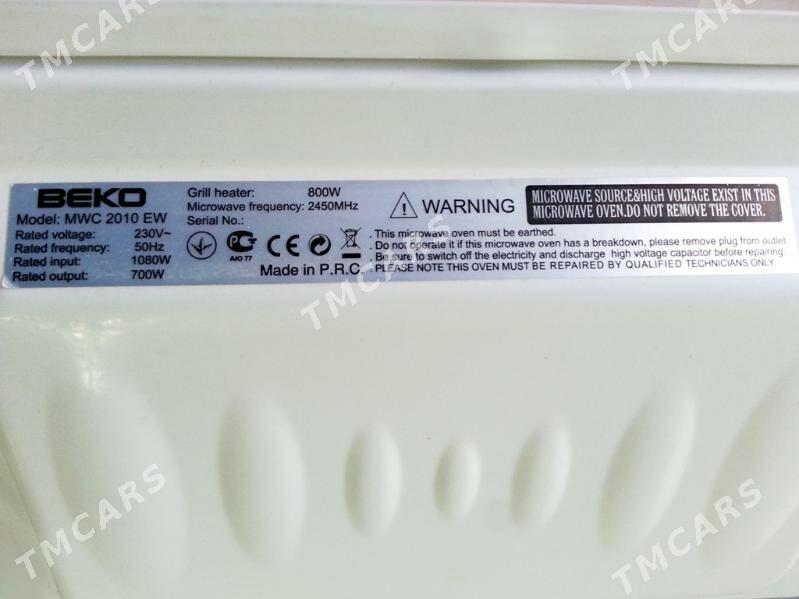 BEKO
Model: MWC 2010 EW
Rated voltage: 230V~
Rated frequency: 50Hz
Rated input: 1080W
Rated output: 700W
Grill heater: 800W
Microwave frequency: 2450MHz
Serial No.:
АЮ 77
CE
Made in P.R.C.
WARNING
MICROWAVE SOURCE&HIGH VOLTAGE EXIST IN THIS
MICROWAVE OVEN.DO NOT REMOVE THE COVER.
. This microwave oven must be earthed.
. Do not operate it if this microwave oven has a breakdown, please remove plug from outlet.
. Be sure to switch off the electricity and discharge high voltage capacitor before repairing.
. PLEASE NOTE THIS OVEN MUST BE REPAIRED BY QUALIFIED TECHNICIANS ONLY.
TMCARS
TMCARS
TMCARS
TMCARS
TMCARS
TMCARS
TMCARS